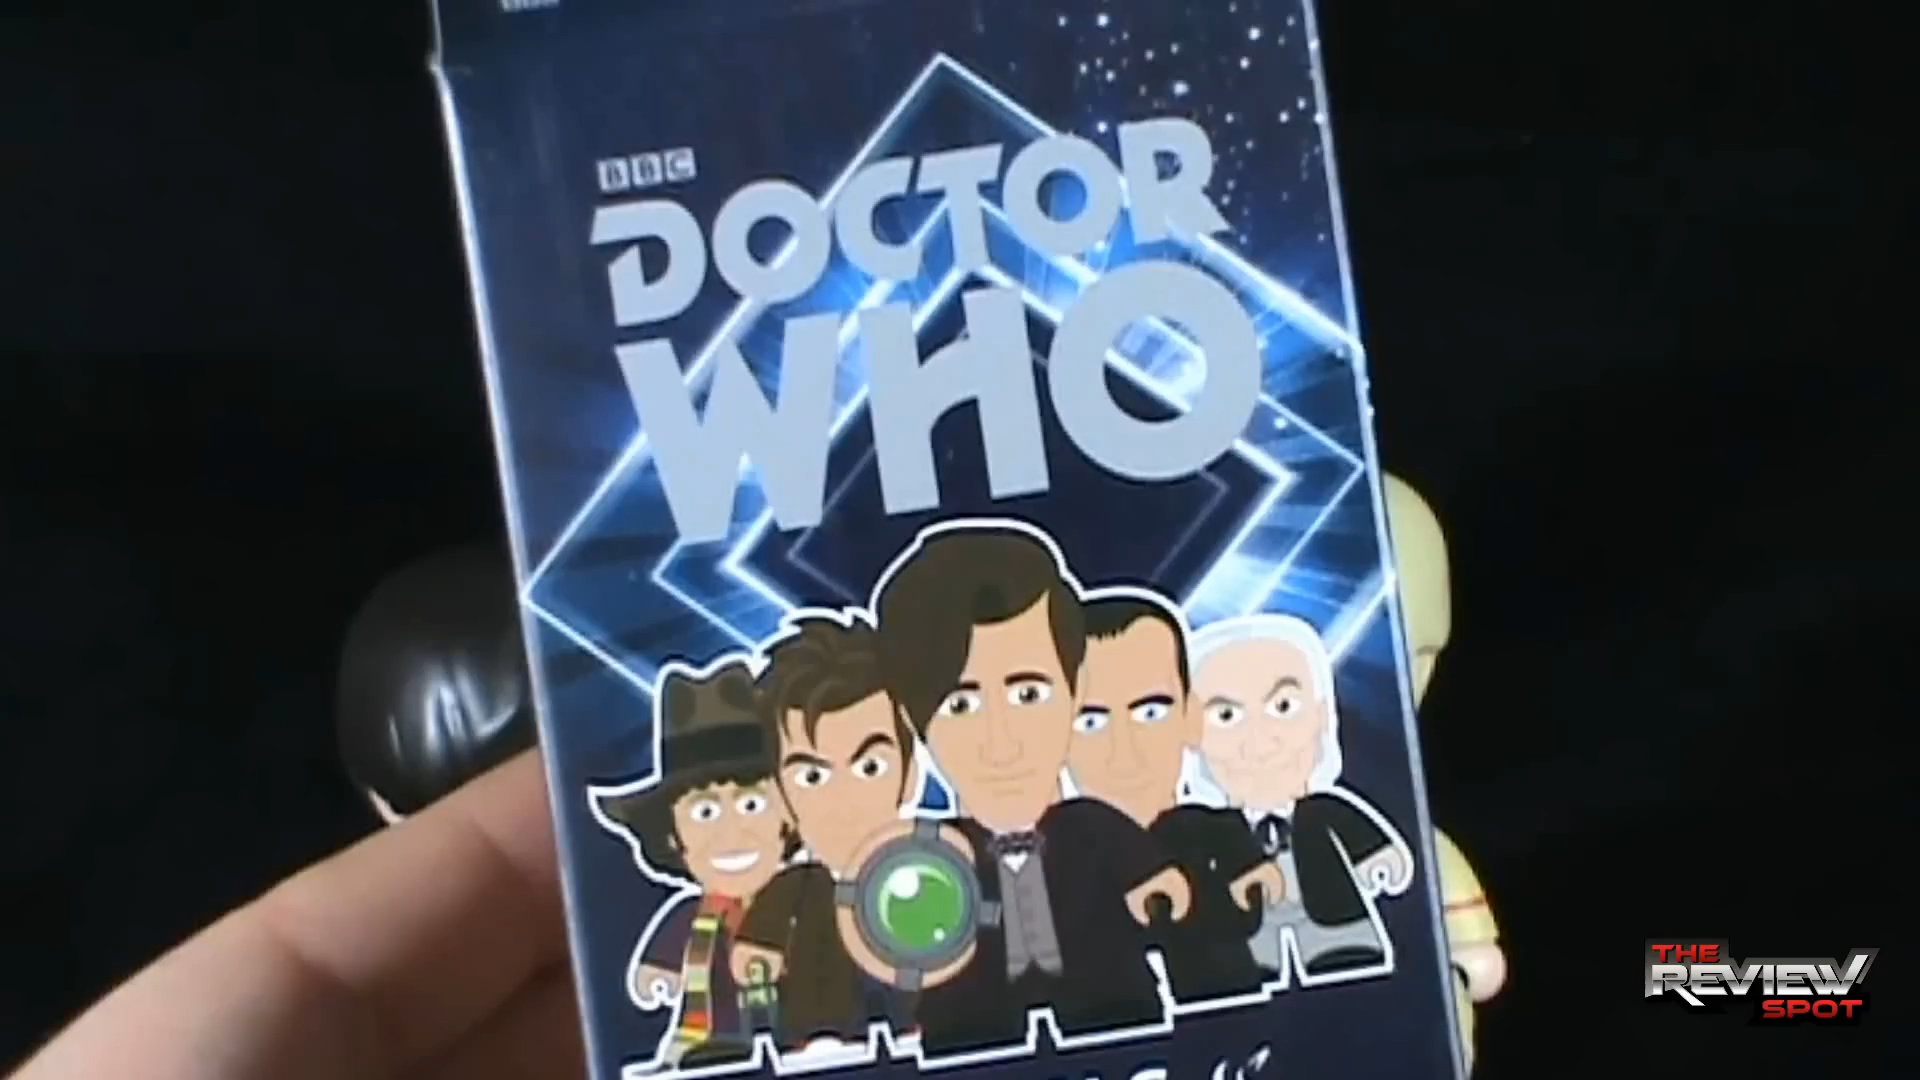 BBC
DOCTOR
WHO
THE
REVIEW
SPOT